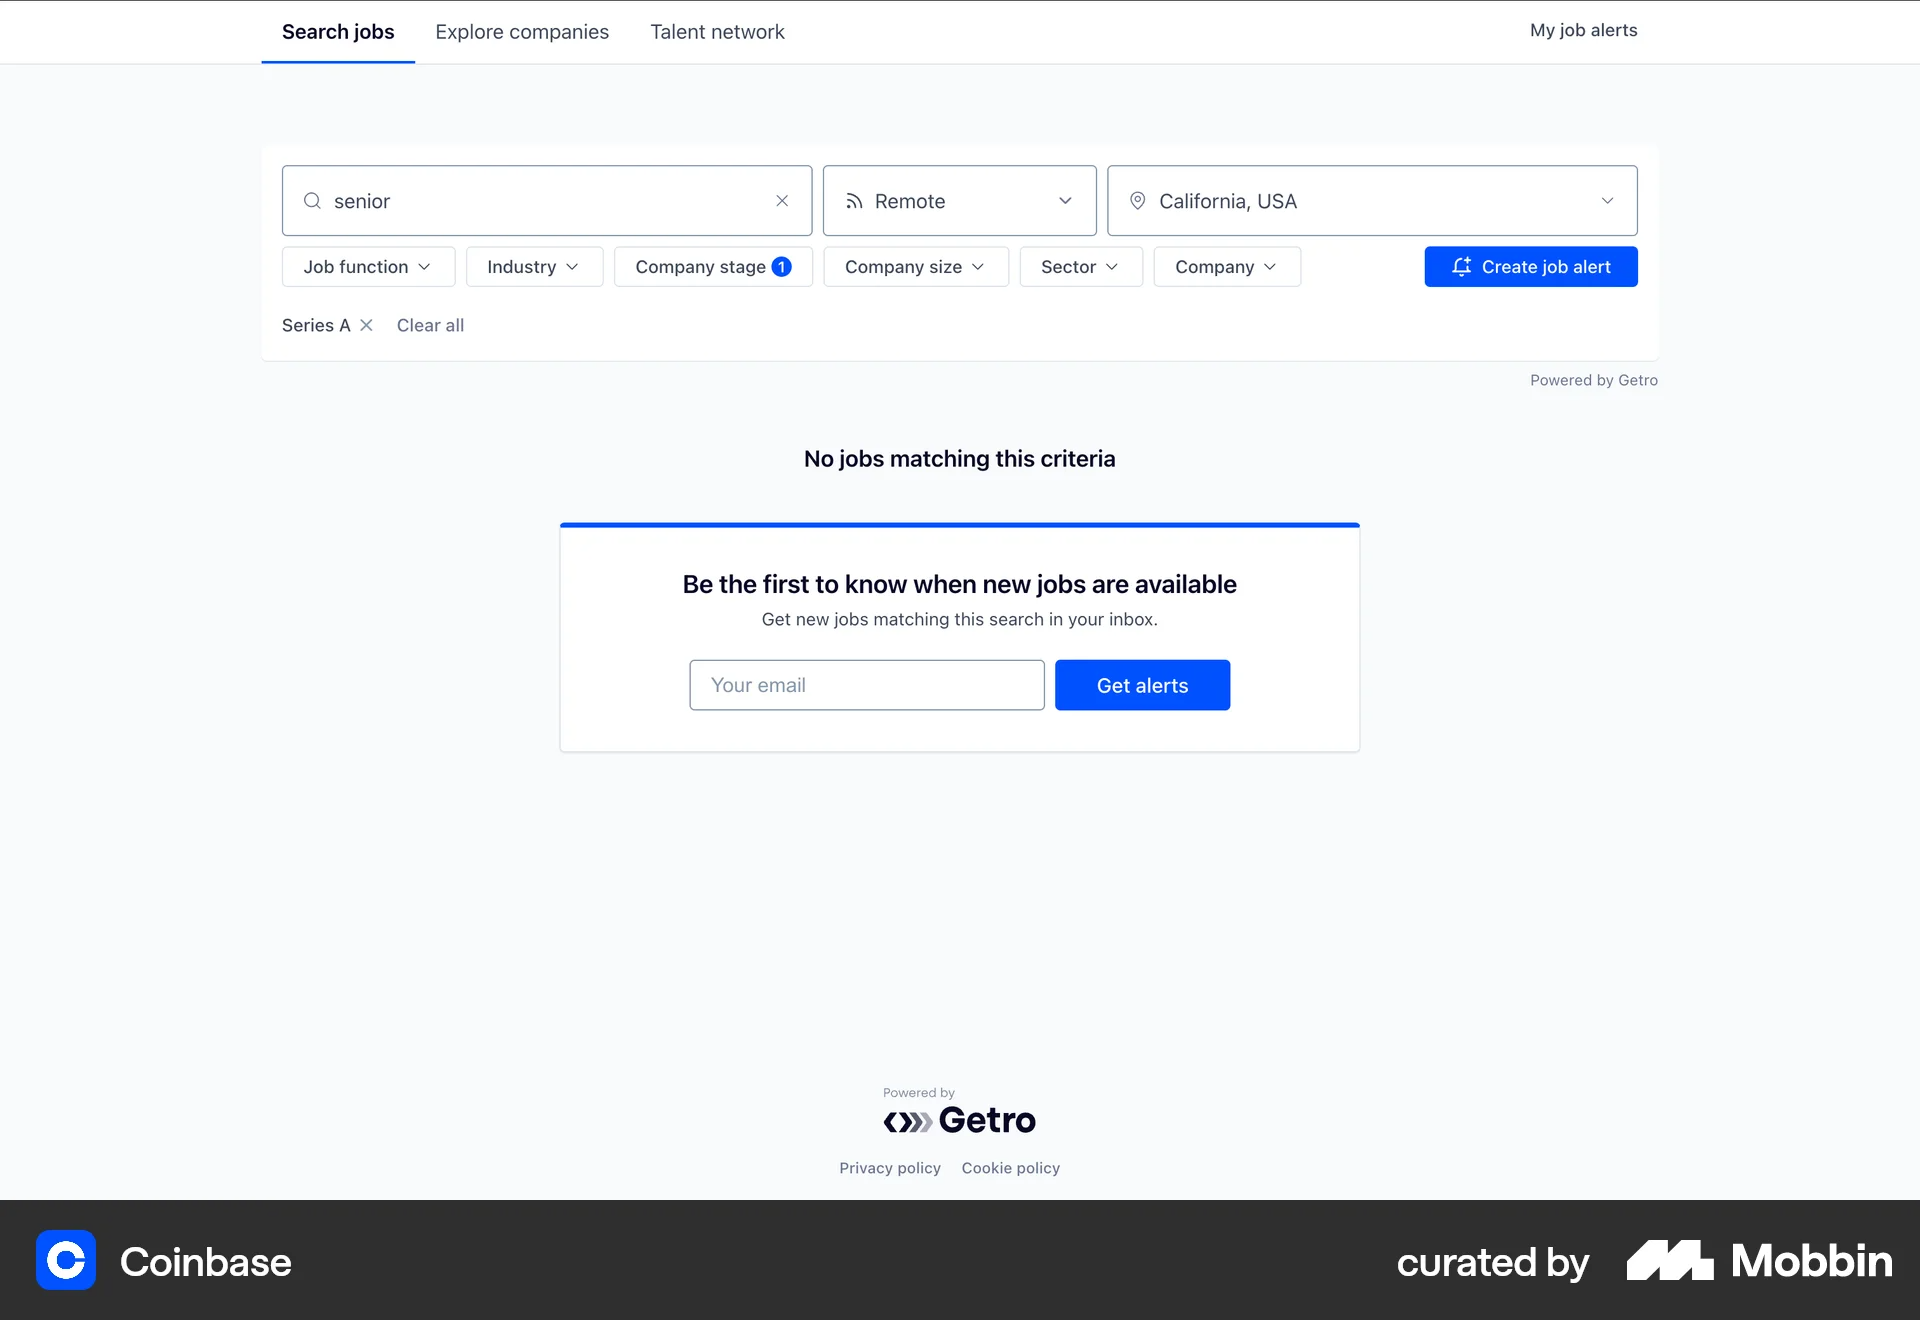 Search jobs Explore companies Talent network My job alerts
senior Remote California, USA
Job function Industry Company stage 1 Company size Sector Company Create job alert
Series A Clear all
Powered by Getro
No jobs matching this criteria
Be the first to know when new jobs are available
Get new jobs matching this search in your inbox.
Your email Get alerts
Powered by
Getro
Privacy policy Cookie policy
Coinbase curated by Mobbin